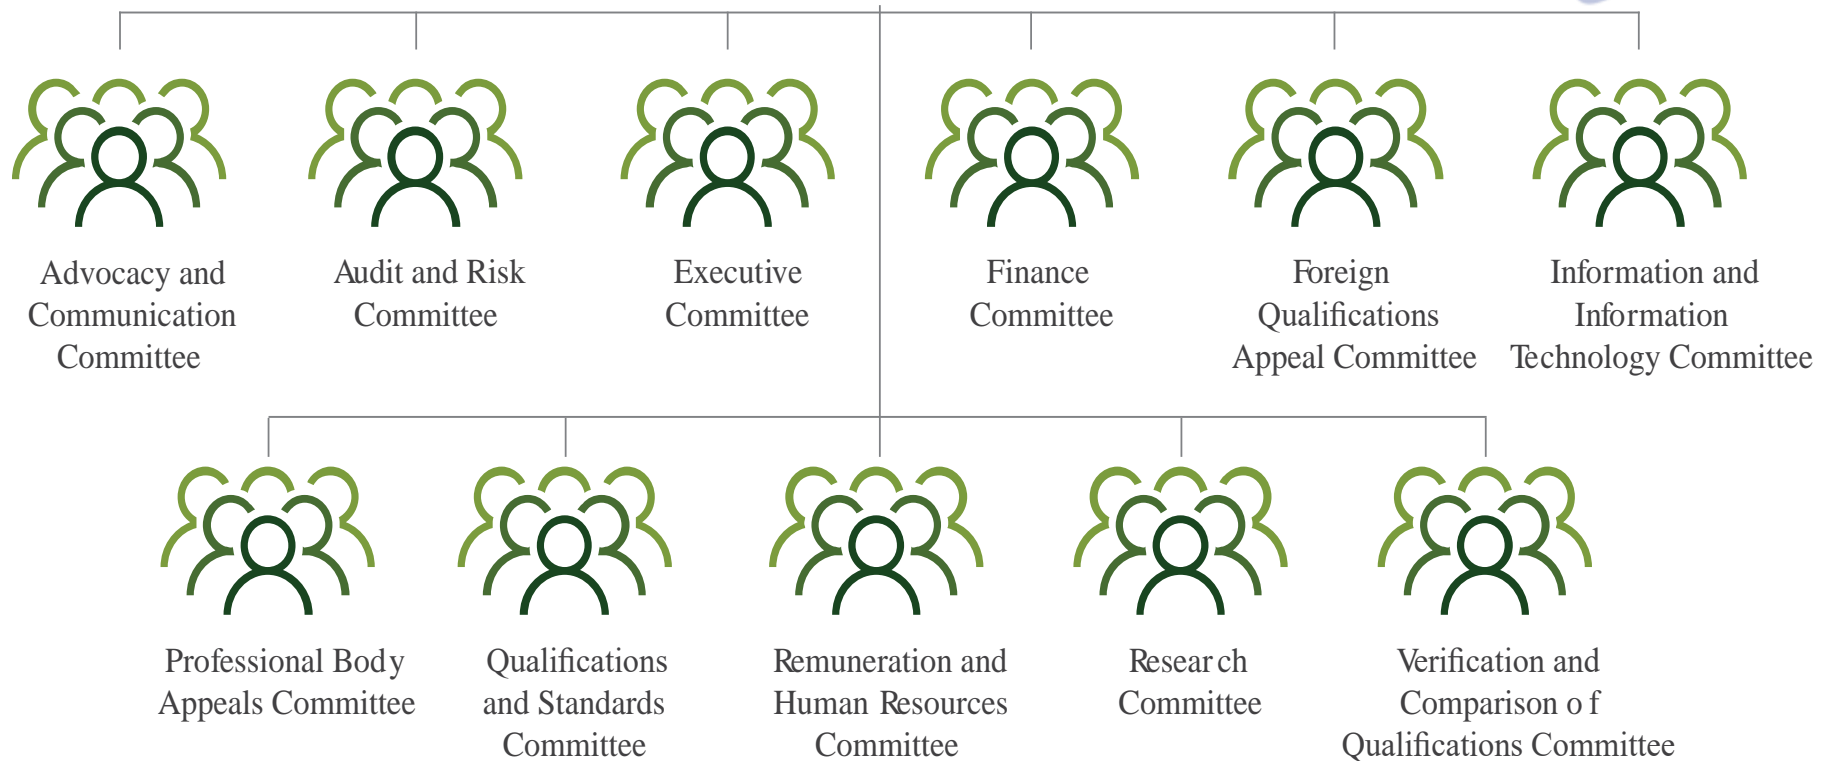 Advocacy and
Communication
Committee
Audit and Risk
Committee
Executive
Committee
Finance
Committee
Foreign
Qualifications
Appeal Committee
Information and
Information
Technology Committee
Professional Body
Appeals Committee
Qualifications
and Standards
Committee
Remuneration and
Human Resources
Committee
Research
Committee
Verification and
Comparison of
Qualifications Committee